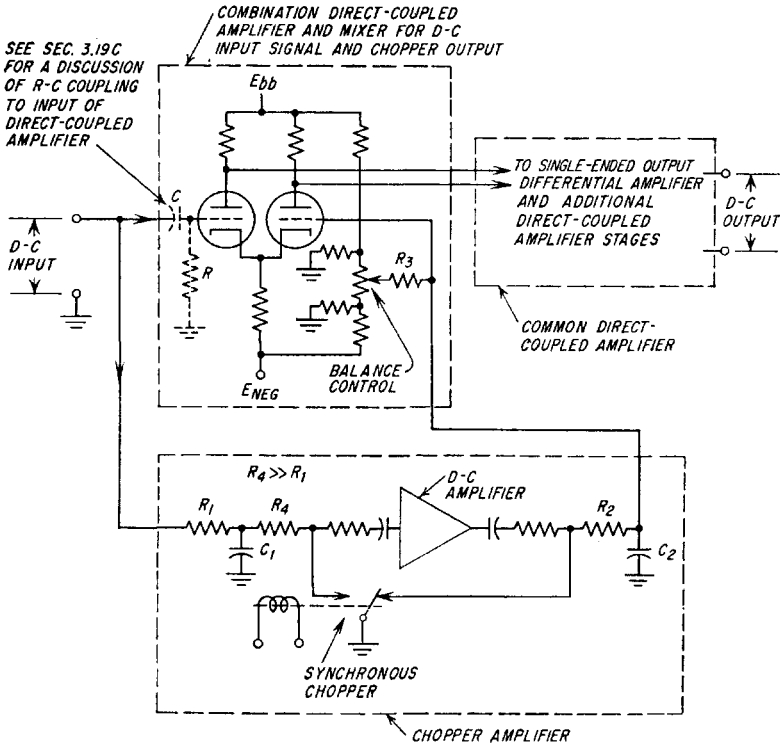 COMBINATION DIRECT-COUPLED
AMPLIFIER AND MIXER FOR D-C
INPUT SIGNAL AND CHOPPER OUTPUT
SEE SEC. 3.19C
FOR A DISCUSSION
OF R-C COUPLING
TO INPUT OF
DIRECT-COUPLED
AMPLIFIER
Ebb
C
D-C
INPUT
R
R3
BALANCE
CONTROL
ENEG
TO SINGLE-ENDED OUTPUT
DIFFERENTIAL AMPLIFIER
AND ADDITIONAL
DIRECT-COUPLED
AMPLIFIER STAGES
D-C
OUTPUT
COMMON DIRECT-
COUPLED AMPLIFIER
R4 >> R1
D-C
AMPLIFIER
R1
R4
R2
C1
C2
SYNCHRONOUS
CHOPPER
CHOPPER AMPLIFIER